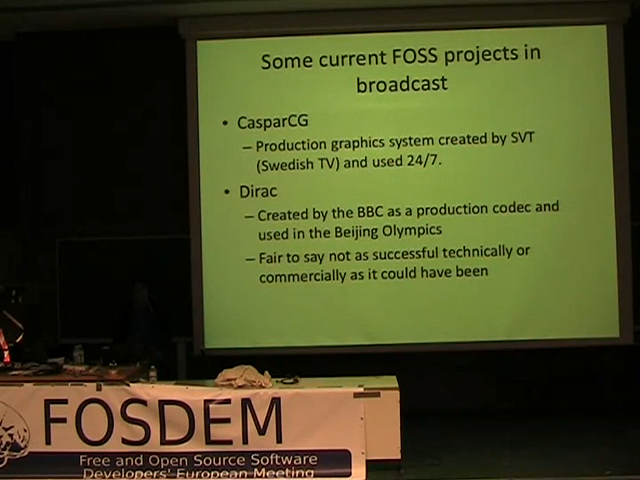 Some current FOSS projects in
broadcast
• CasparCG
– Production graphics system created by SVT
(Swedish TV) and used 24/7.
• Dirac
– Created by the BBC as a production codec and
used in the Beijing Olympics
– Fair to say not as successful technically or
commercially as it could have been
FOSDEM
Free and Open Source Software
Developers' European Meeting